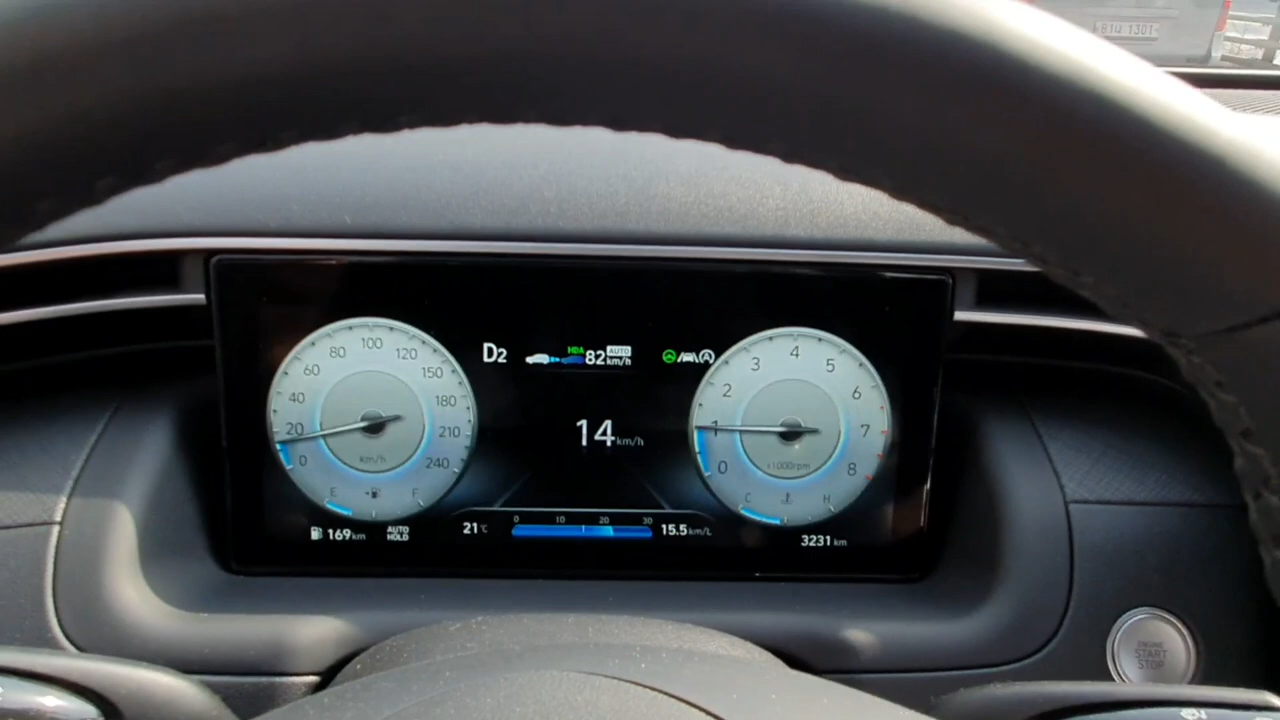 1301
D2
HDA
82
AUTO
km/h
14 km/h
0
20
40
60
80
100
120
150
180
210
240
km/h
E
F
0
1
2
3
4
5
6
7
8
x1000rpm
C
H
169km
AUTO
HOLD
21℃
0 10 20 30
15.5km/L
3231 km
ENGINE
START
STOP